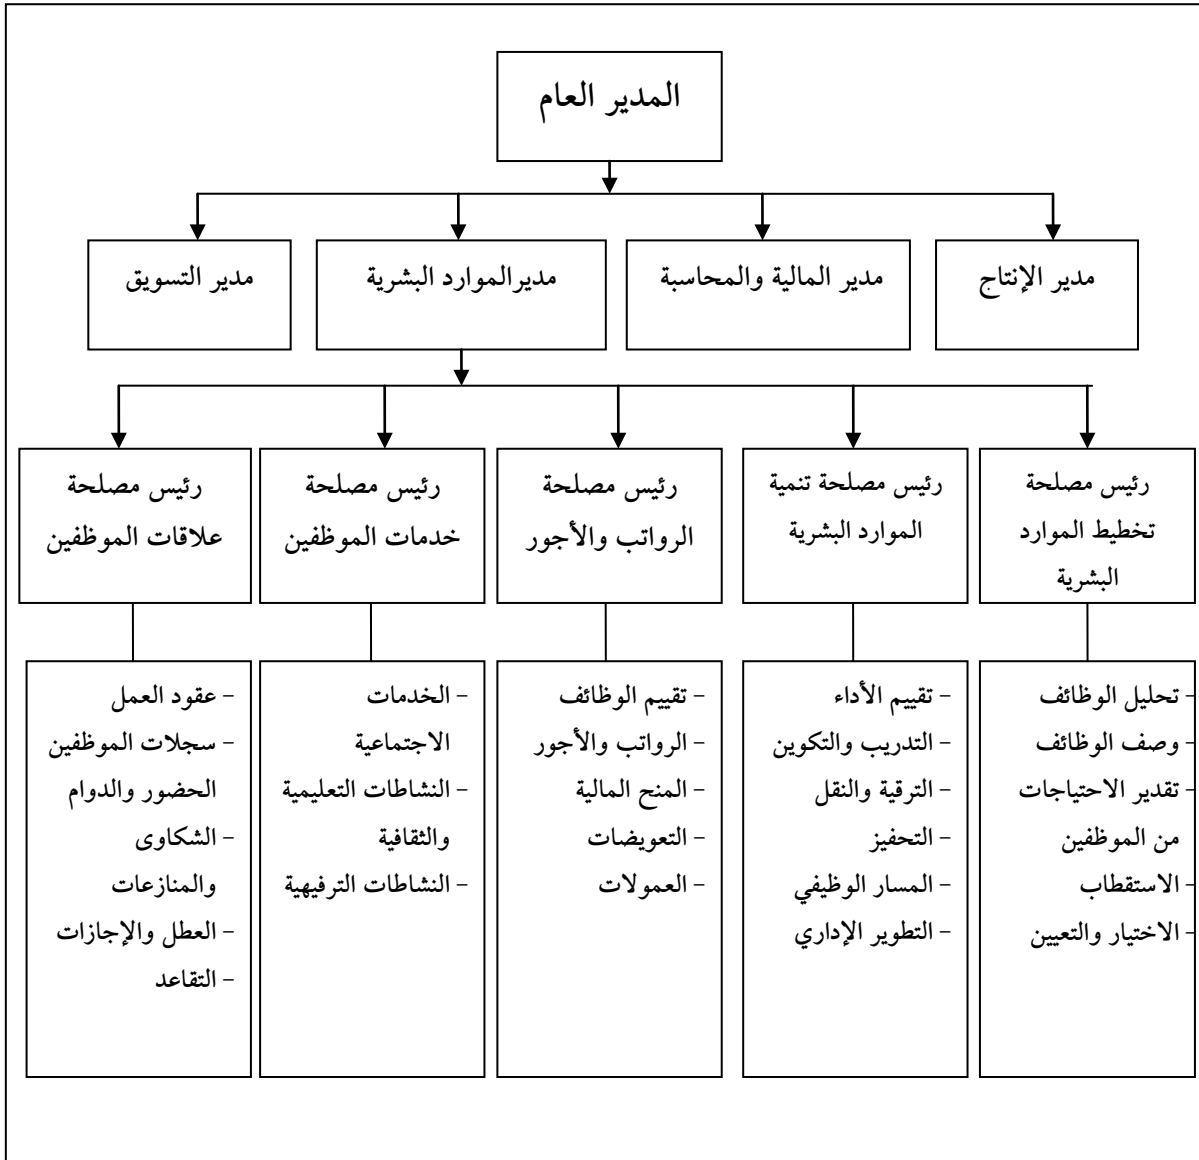 المدير العام
مدير الإنتاج
مدير المالية والمحاسبة
مديرالموارد البشرية
مدير التسويق
رئيس مصلحة
تخطيط الموارد
البشرية
رئيس مصلحة تنمية
الموارد البشرية
رئيس مصلحة
الرواتب والأجور
رئيس مصلحة
خدمات الموظفين
رئيس مصلحة
علاقات الموظفين
- تحليل الوظائف
- وصف الوظائف
- تقدير الاحتياجات
من الموظفين
- الاستقطاب
- الاختيار والتعيين
- تقييم الأداء
- التدريب والتكوين
- الترقية والنقل
- التحفيز
- المسار الوظيفي
- التطوير الإداري
- تقييم الوظائف
- الرواتب والأجور
- المنح المالية
- التعويضات
- العمولات
- الخدمات
الاجتماعية
- النشاطات التعليمية
والثقافية
- النشاطات الترفيهية
- عقود العمل
- سجلات الموظفين
الحضور والدوام
- الشكاوى
والمنازعات
- العطل والإجازات
- التقاعد